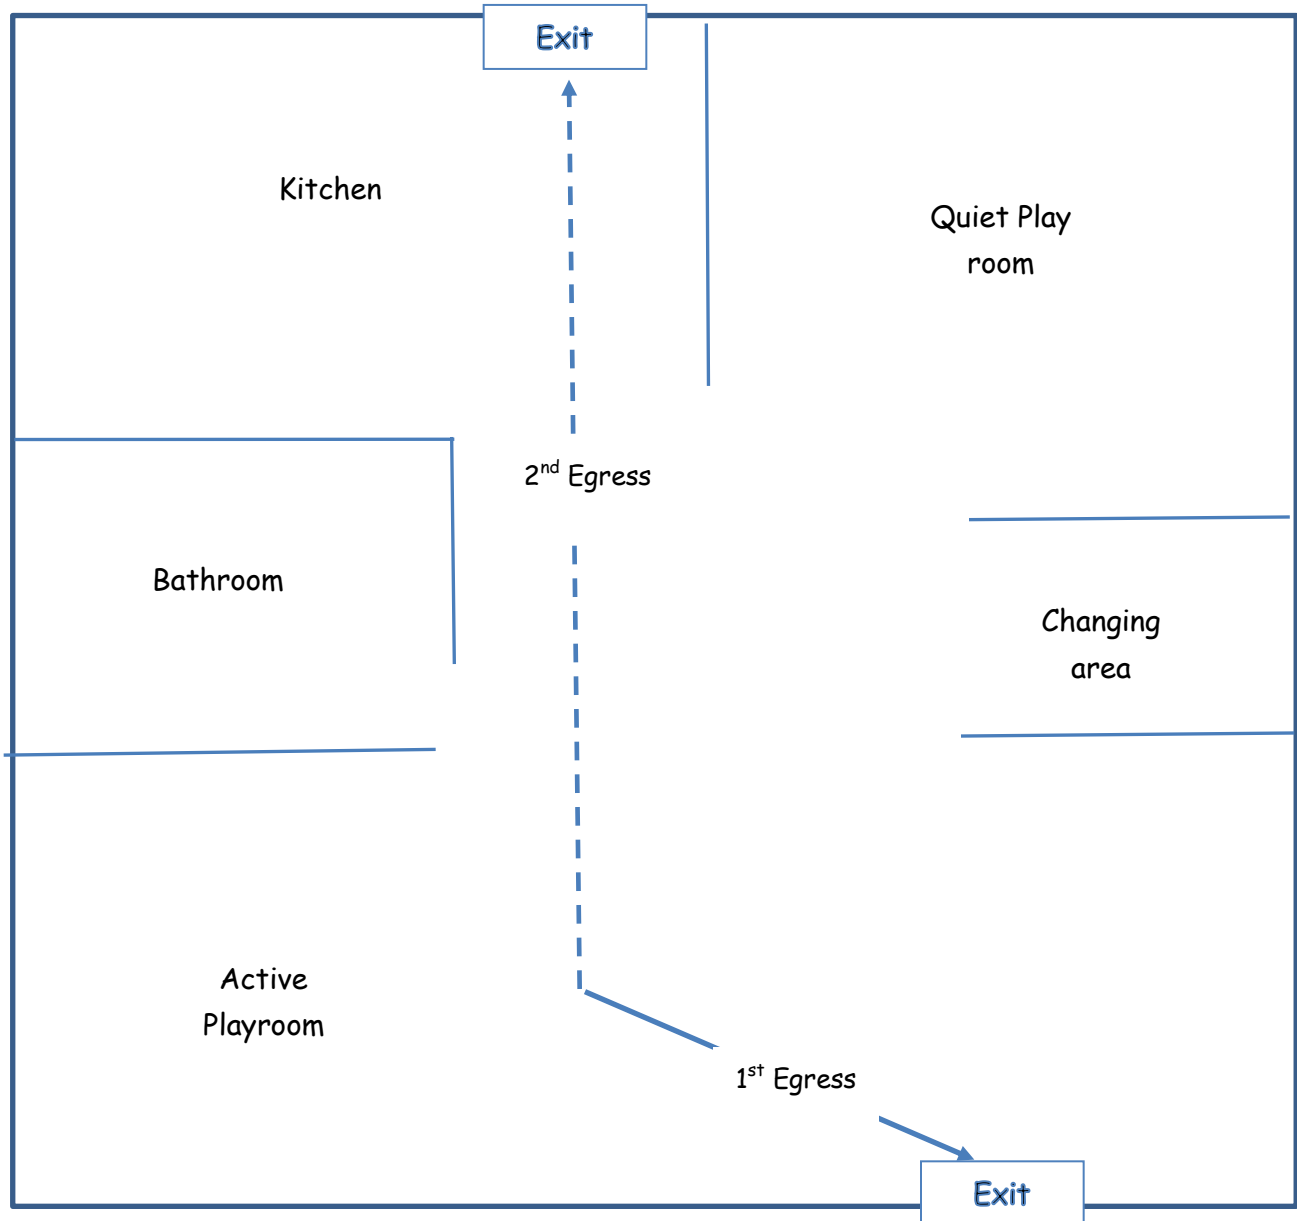 Exit
Kitchen
Quiet Play
room
2nd Egress
Bathroom
Changing
area
Active
Playroom
1st Egress
Exit